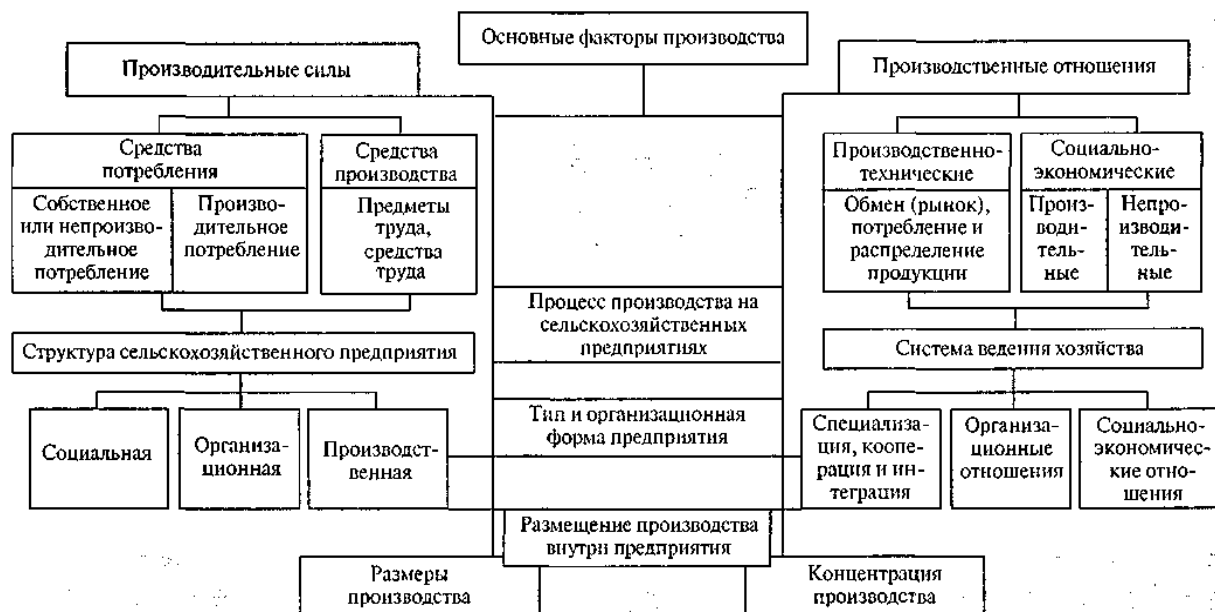 Основные факторы производства
Производительные силы
Производственные отношения
Средства
потребления
Собственное
или непроизво-
дительное
потребление
Произво-
дительное
потребление
Средства
производства
Предметы
труда,
средства
труда
Производственно-
технические
Обмен (рынок),
потребление и
распределение
продукции
Социально-
экономические
Произ-
водитель-
ные
Непро-
изводи-
тель-
ные
Процесс производства на
сельскохозяйственных
предприятиях
Структура сельскохозяйственного предприятия
Система ведения хозяйства
Социальная
Организа-
ционная
Производст-
венная
Тип и организационная
форма предприятия
Специализа-
ция, коопе-
рация и ин-
теграция
Организа-
ционные
отношения
Социально-
экономичес-
кие отно-
шения
Размещение производства
внутри предприятия
Размеры
производства
Концентрация
производства